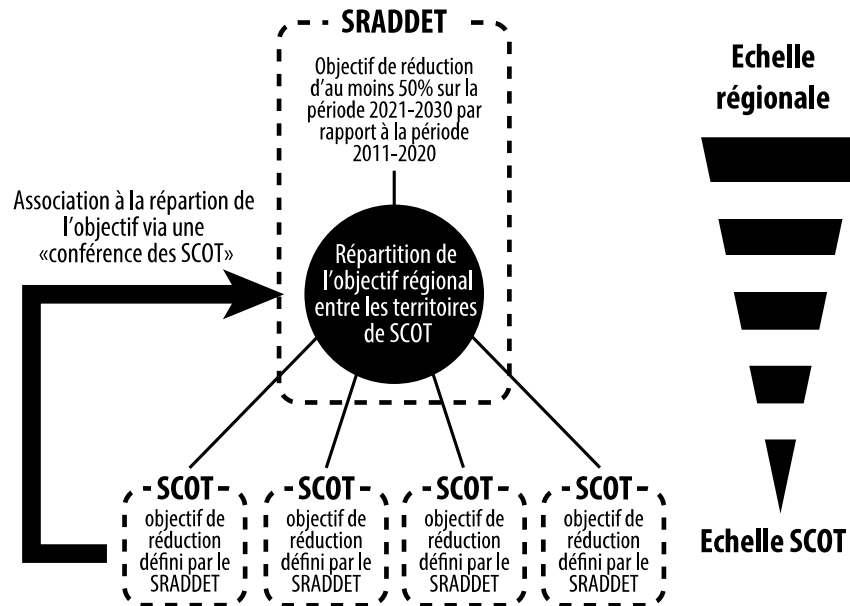 SRADDET
Objectif de réduction
d'au moins 50% sur la
période 2021-2030 par
rapport à la période
2011-2020
Echelle
régionale
Association à la répartion de
l'objectif via une
«conférence des SCOT»
Répartition de
l'objectif régional
entre les territoires
de SCOT
SCOT
objectif de
réduction
défini par le
SRADDET
SCOT
objectif de
réduction
défini par le
SRADDET
SCOT
objectif de
réduction
défini par le
SRADDET
SCOT
objectif de
réduction
défini par le
SRADDET
Echelle SCOT